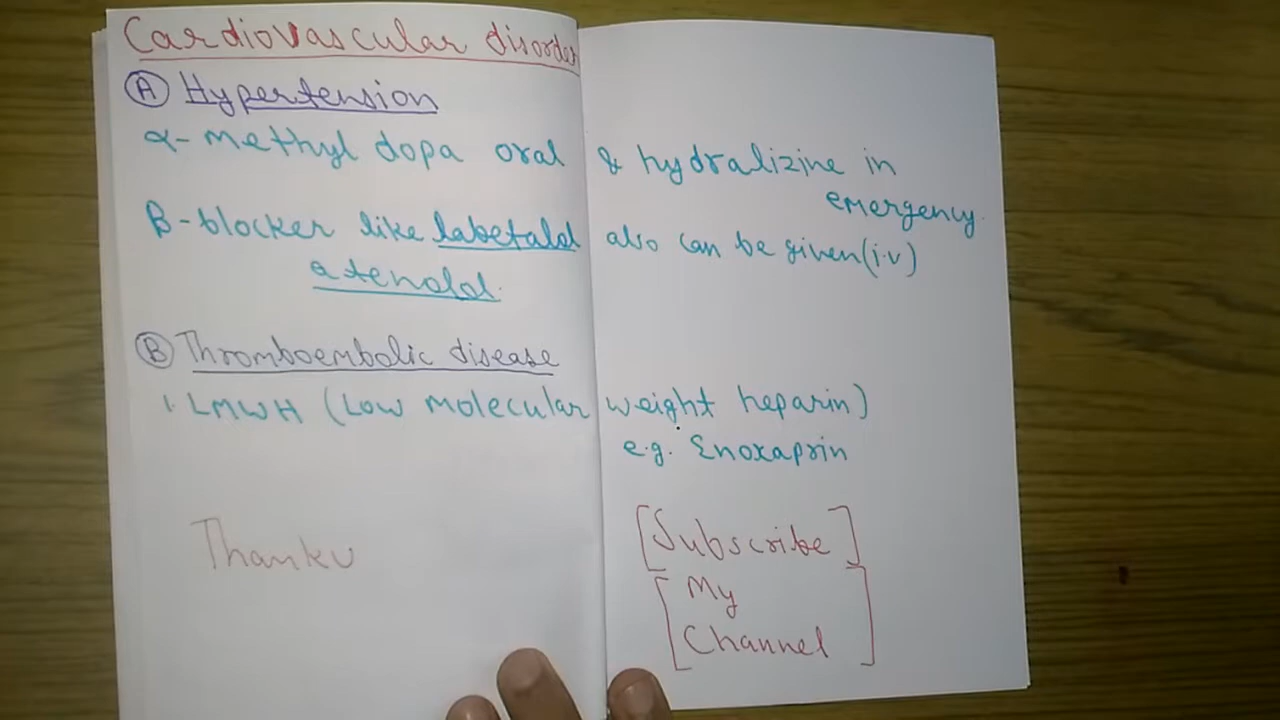 Cardiovascular disorder
Ⓐ Hypertension
α-methyl dopa oral & hydralizine in emergency.
β-blocker like labetalol also can be given (i.v)
atenolol.
Ⓑ Thromboembolic disease
1. LMWH (Low molecular weight heparin)
e.g. Enoxaprin
Thanku
[Subscribe]
[My
Channel]